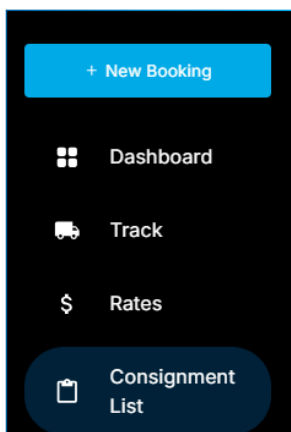 + New Booking
Dashboard
Track
$ Rates
Consignment
List